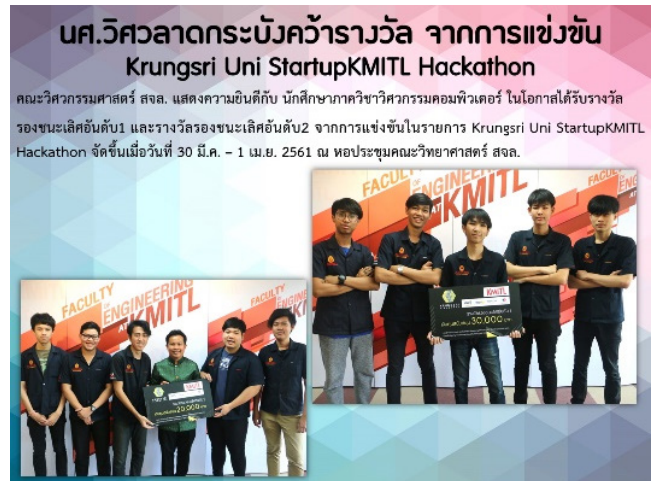 นศ.วิศวลาดกระบังคว้ารางวัล จากการแข่งขัน
Krungsri Uni StartupKMITL Hackathon
คณะวิศวกรรมศาสตร์ สจล. แสดงความยินดีกับ นักศึกษาภาควิชาวิศวกรรมคอมพิวเตอร์ ในโอกาสได้รับรางวัล
รองชนะเลิศอันดับ1 และรางวัลรองชนะเลิศอันดับ2 จากการแข่งขันในรายการ Krungsri Uni StartupKMITL
Hackathon จัดขึ้นเมื่อวันที่ 30 มี.ค. – 1 เม.ย. 2561 ณ หอประชุมคณะวิทยาศาสตร์ สจล.
FACULTY
KMITL
FACULTY
ENG
KMITL
30,000
FACULTY
ENGINEERING
AT KMITL
FACULTY
KMITL
20,000